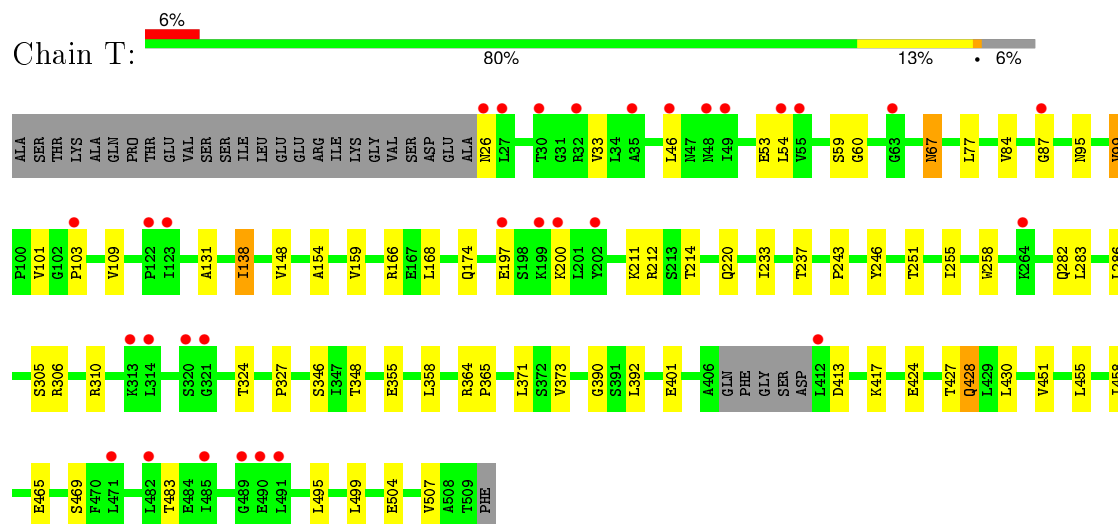 6%
Chain T:
80% 13% • 6%
ALA SER THR LYS ALA GLN PRO THR GLU VAL SER SER ILE LEU GLU GLU ARG ILE LYS GLY VAL SER ASP GLU ALA N26 L27 T30 G31 R32 V33 L34 A35 L46 N47 N48 I49 E53 L54 V55 S59 G60 G63 N67 L77 V84 G87 N95
P100 V101 G102 P103 V109 P122 I123 A131 I138 V148 A154 V159 R166 E167 L168 Q174 E197 S198 K199 K200 L201 Y202 K211 R212 S213 T214 Q220 I233 T237 P243 Y246 T251 I255 W258 K264 Q282 L283
S305 R306 R310 K313 L314 S320 G321 T324 P327 S346 I347 T348 E355 L358 R364 P365 L371 S372 V373 G390 S391 L392 E401 A406 GLN PHE GLY SER ASP L412 D413 K417 E424 T427 Q428 L429 L430 V451 L455
E465 S469 F470 L471 L482 T483 E484 I485 G489 E490 L491 L495 L499 E504 V507 A508 T509 PHE